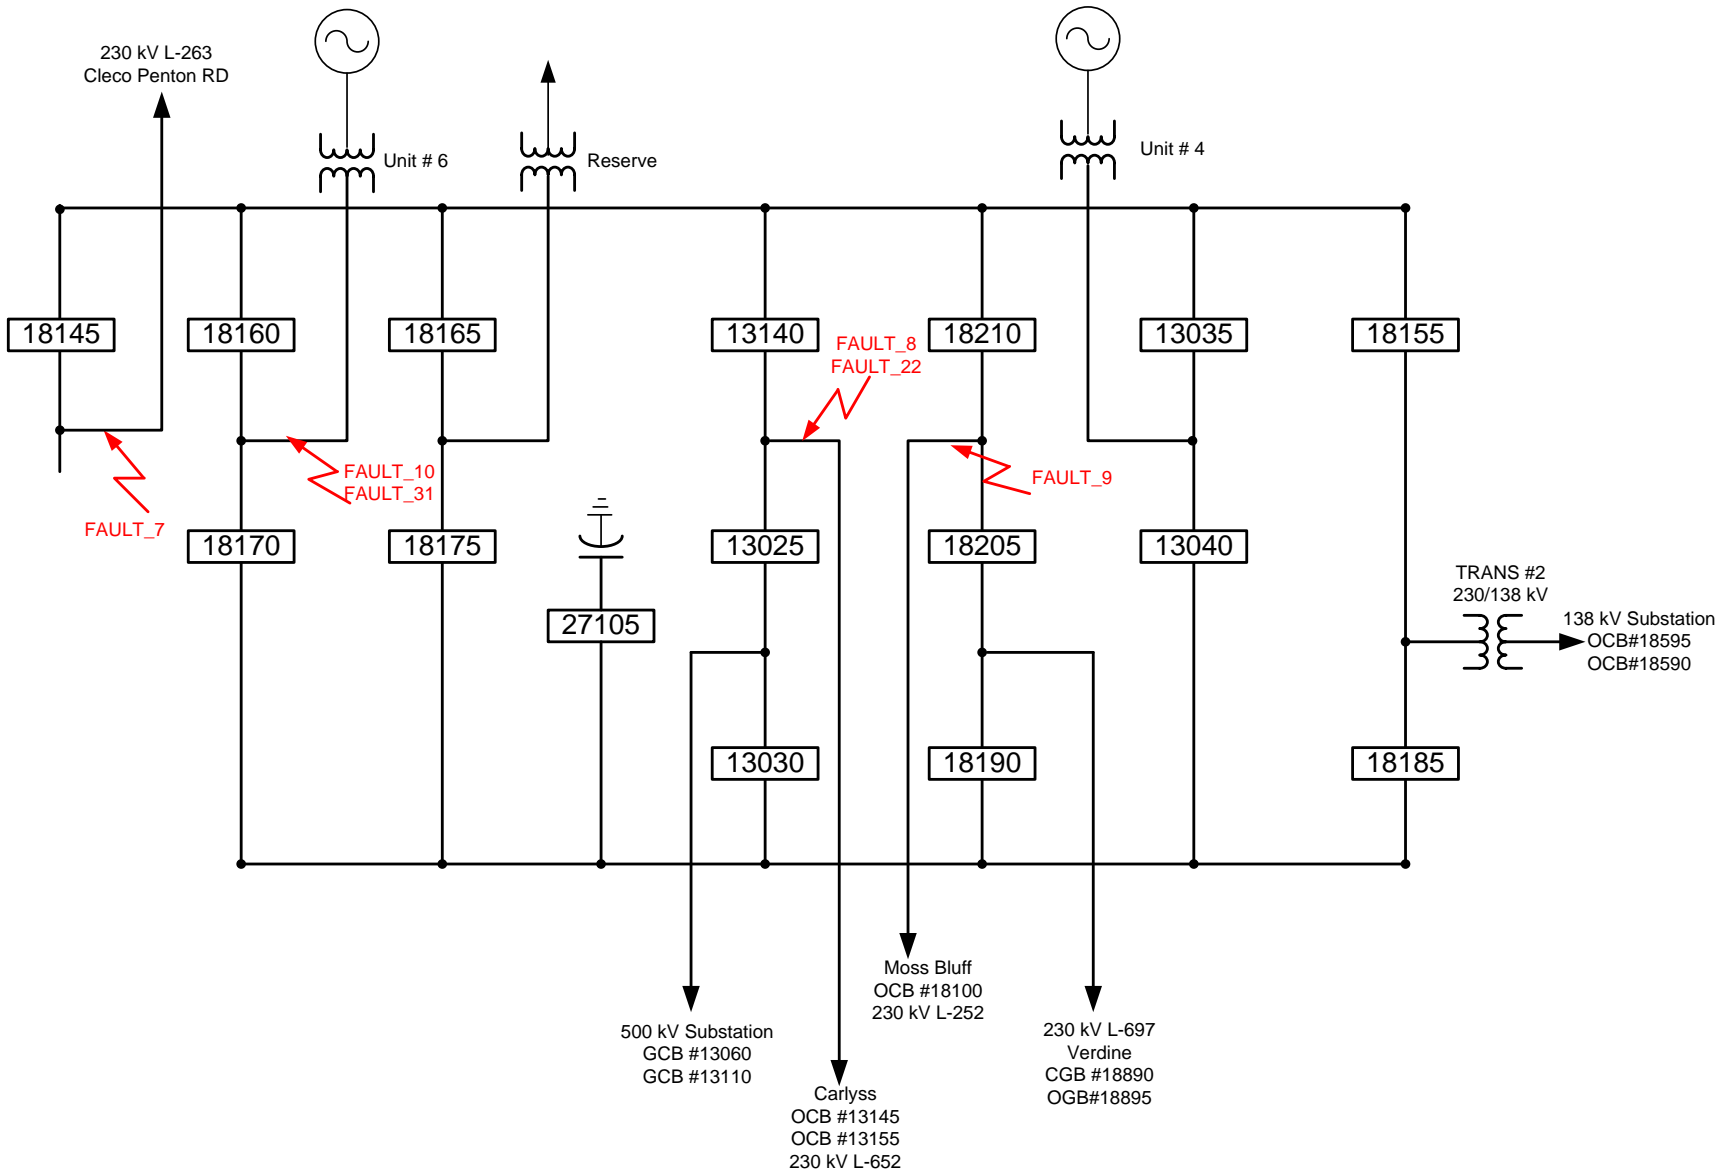 230 kV L-263
Cleco Penton RD
Unit # 6
Reserve
Unit # 4
18145
18160
18165
13140
18210
13035
18155
FAULT_8
FAULT_22
FAULT_10
FAULT_31
FAULT_9
FAULT_7
18170
18175
13025
18205
13040
27105
TRANS #2
230/138 kV
138 kV Substation
OCB#18595
OCB#18590
13030
18190
18185
Moss Bluff
OCB #18100
230 kV L-252
500 kV Substation
GCB #13060
GCB #13110
230 kV L-697
Verdine
CGB #18890
OGB#18895
Carlyss
OCB #13145
OCB #13155
230 kV L-652